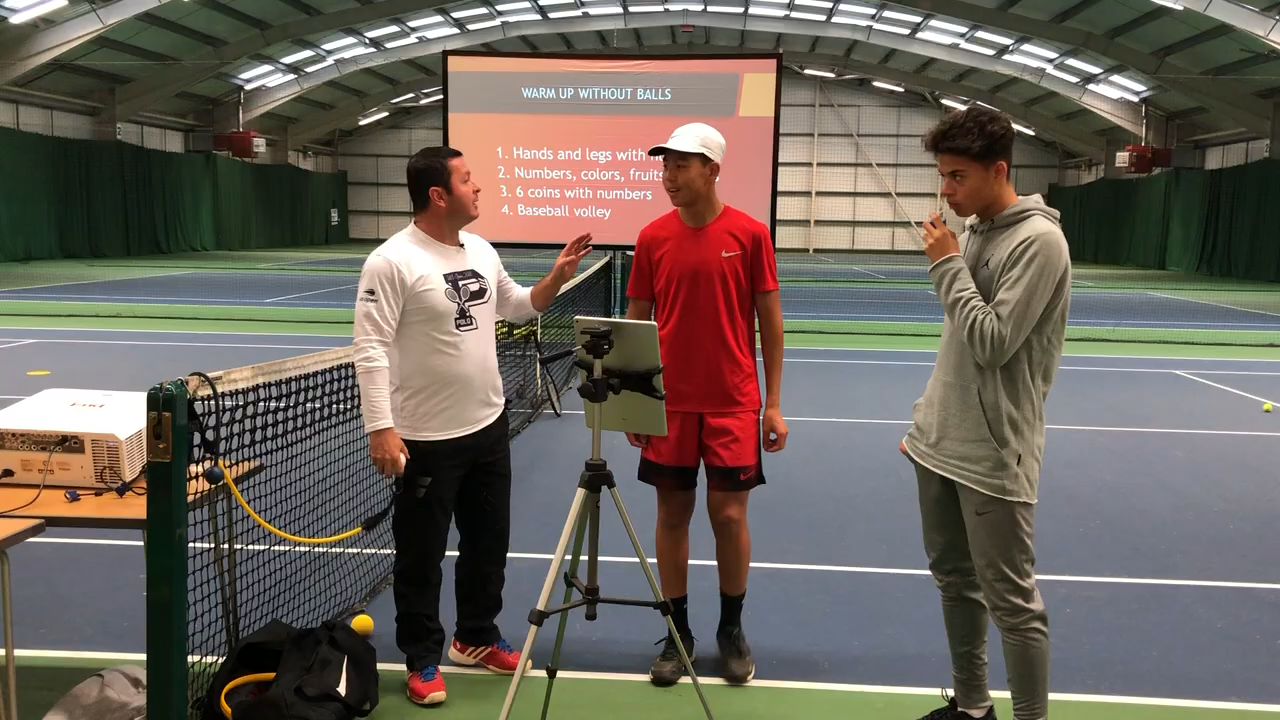 WARM UP WITHOUT BALLS
1. Hands and legs with
2. Numbers, colors, fruits
3. 6 coins with numbers
4. Baseball volley
POLO